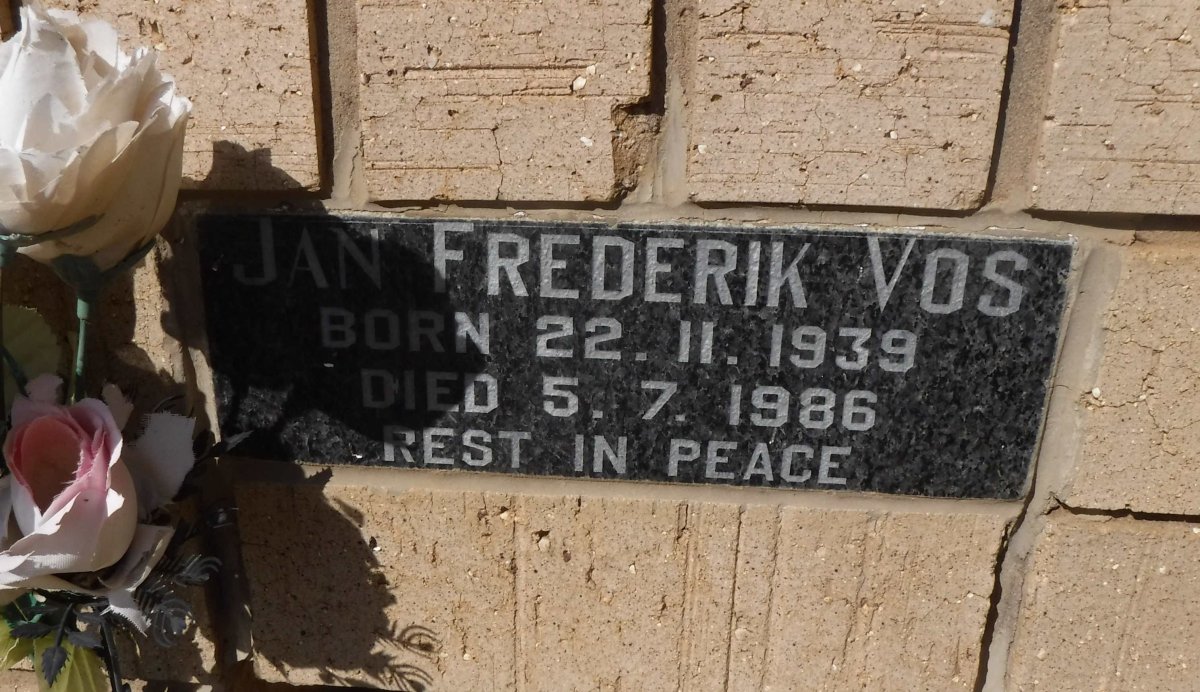 JAN FREDERIK VOS
BORN 22. 11. 1939
DIED 5. 7. 1986
REST IN PEACE